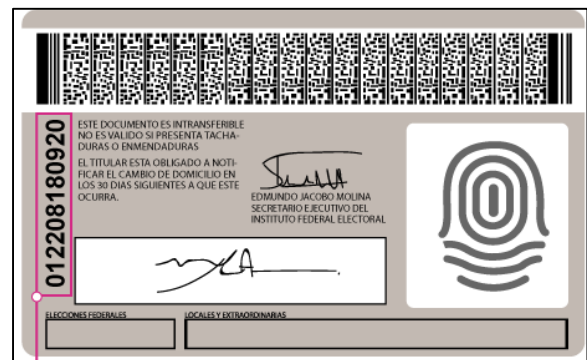 012208180920
ESTE DOCUMENTO ES INTRANSFERIBLE
NO ES VALIDO SI PRESENTA TACHA-
DURAS O ENMENDADURAS
EL TITULAR ESTA OBLIGADO A NOTI-
FICAR EL CAMBIO DE DOMICILIO EN
LOS 30 DIAS SIGUIENTES A QUE ESTE
OCURRA.
EDMUNDO JACOBO MOLINA
SECRETARIO EJECUTIVO DEL
INSTITUTO FEDERAL ELECTORAL
ELECCIONES FEDERALES
LOCALES Y EXTRAORDINARIAS